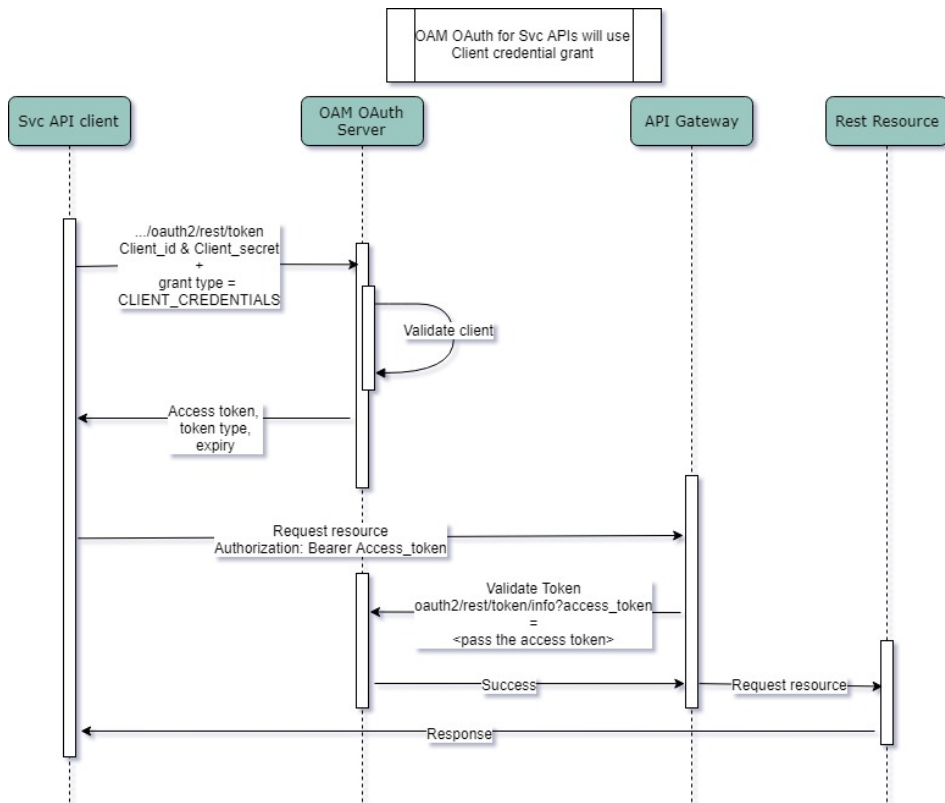 OAM OAuth for Svc APIs will use
Client credential grant
Svc API client
OAM OAuth
Server
API Gateway
Rest Resource
.../oauth2/rest/token
Client_id & Client_secret
+
grant type =
CLIENT_CREDENTIALS
Validate client
Access token,
token type,
expiry
Request resource
Authorization: Bearer Access_token
Validate Token
oauth2/rest/token/info?access_token
=
<pass the access token>
Success
Request resource
Response